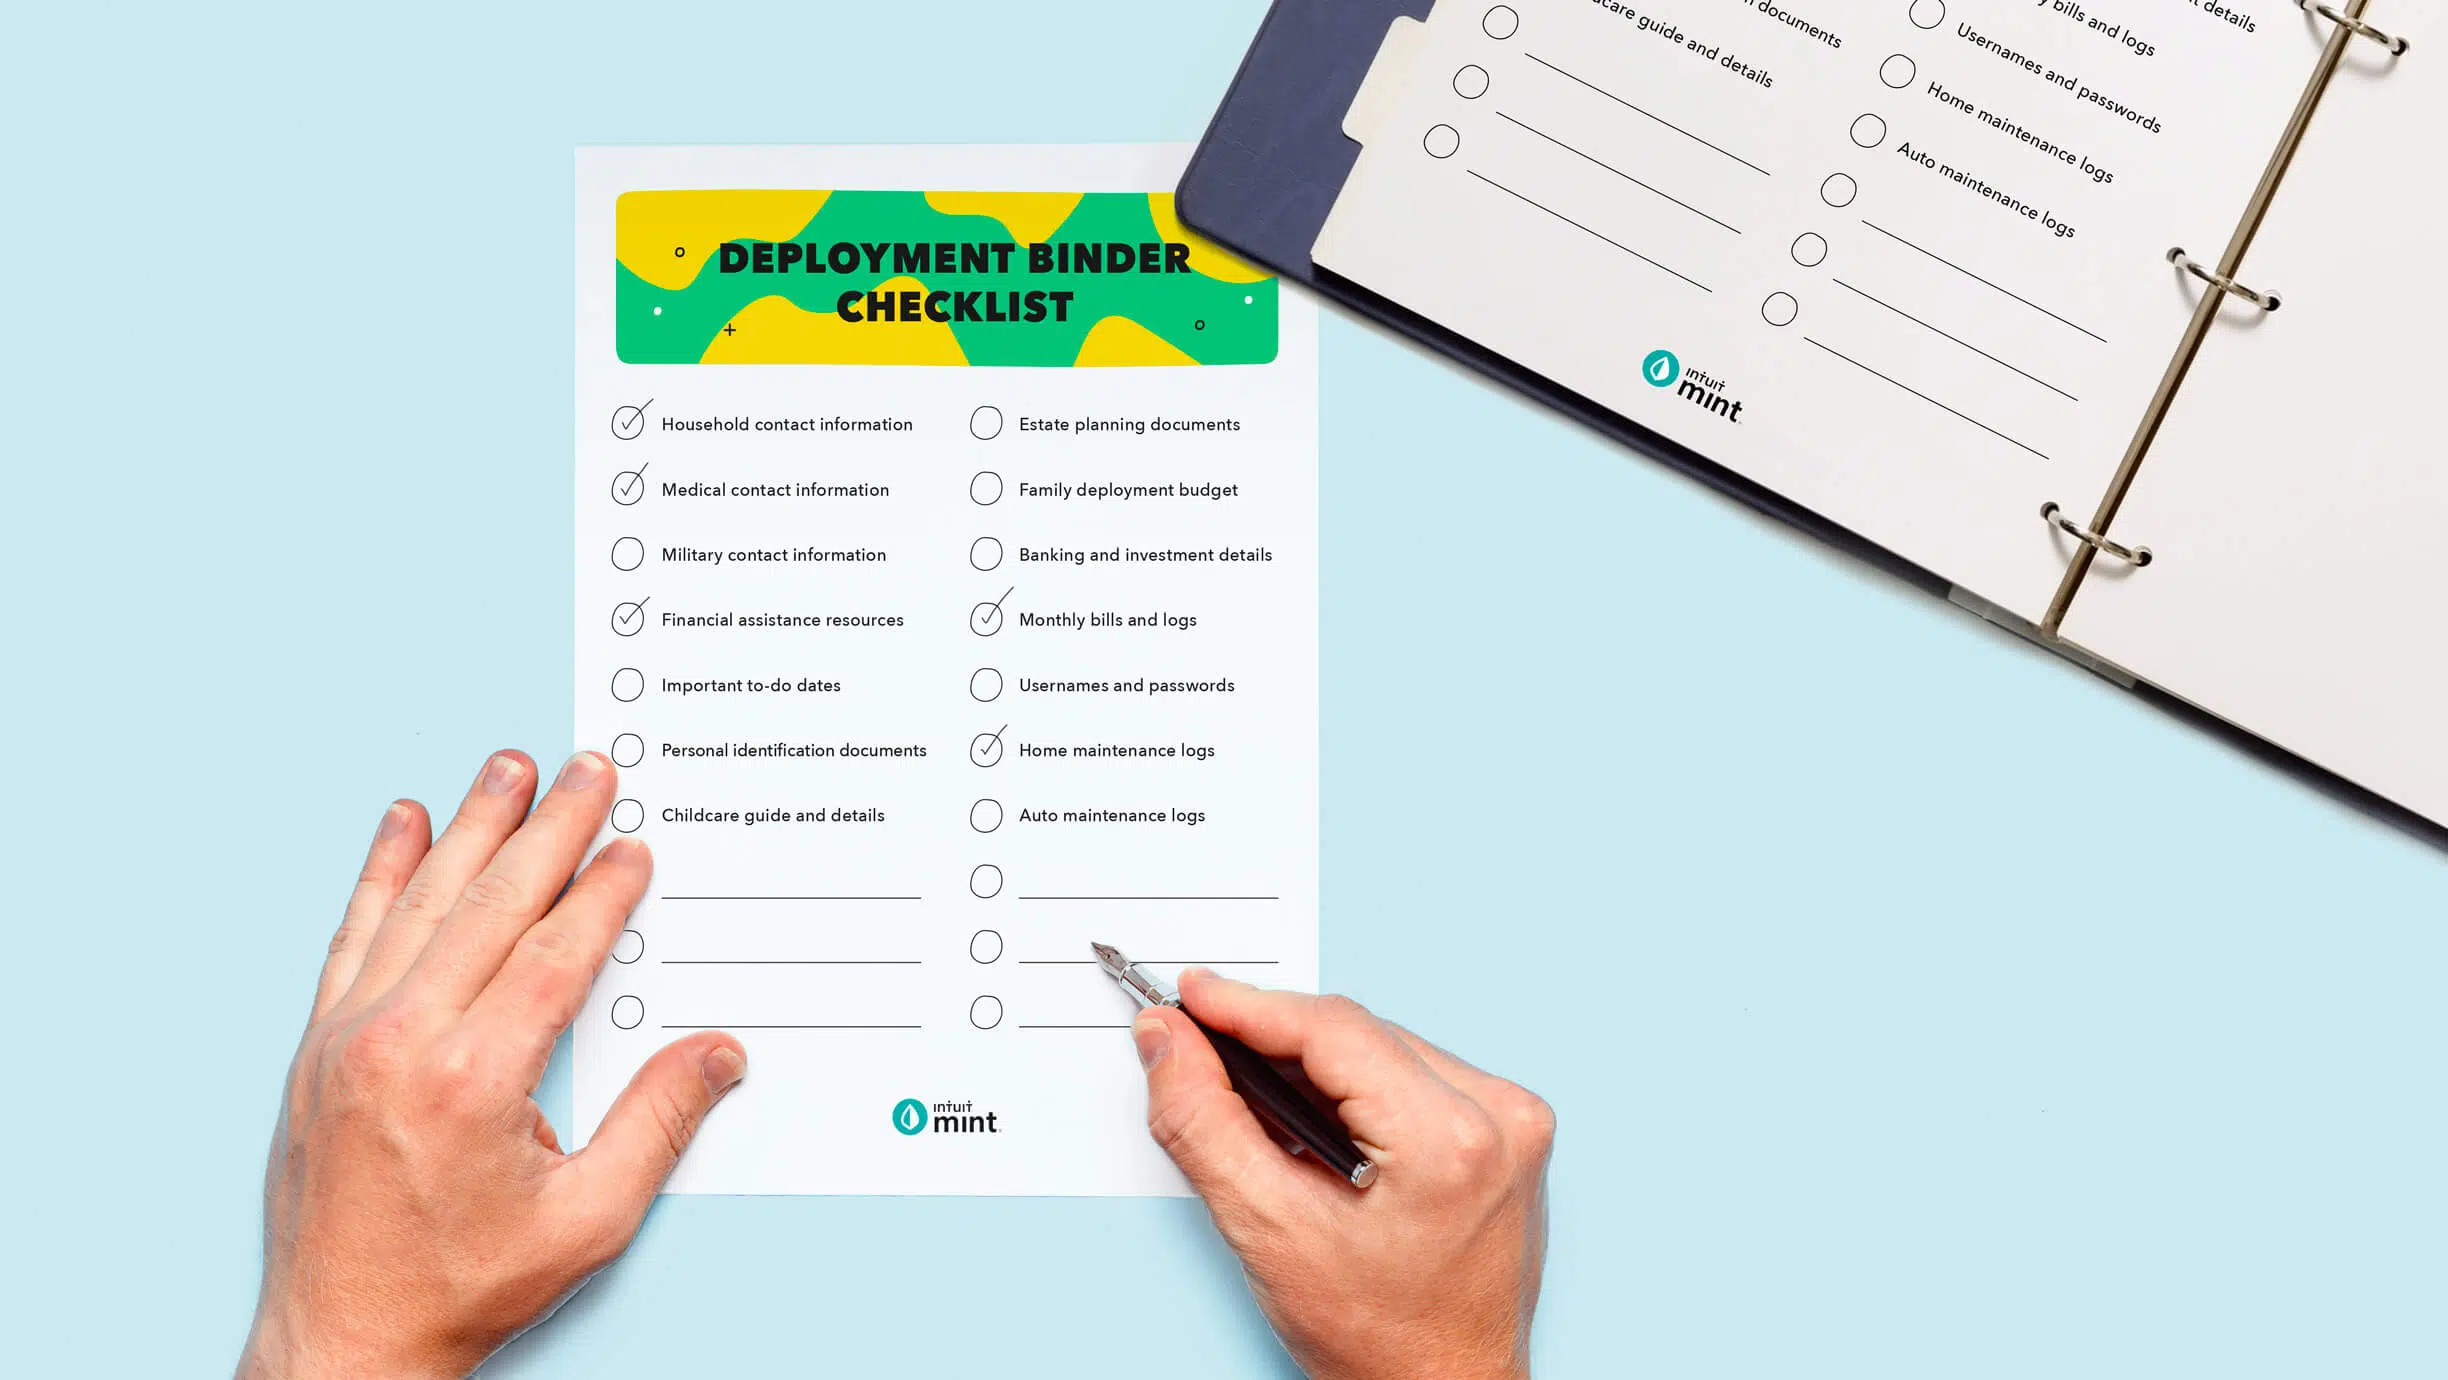 DEPLOYMENT BINDER
CHECKLIST
Household contact information
Medical contact information
Military contact information
Financial assistance resources
Important to-do dates
Personal identification documents
Childcare guide and details
Estate planning documents
Family deployment budget
Banking and investment details
Monthly bills and logs
Usernames and passwords
Home maintenance logs
Auto maintenance logs
intuit
mint
documents
guide and details
details
bills and logs
Usernames and passwords
Home maintenance logs
Auto maintenance logs
intuit
mint